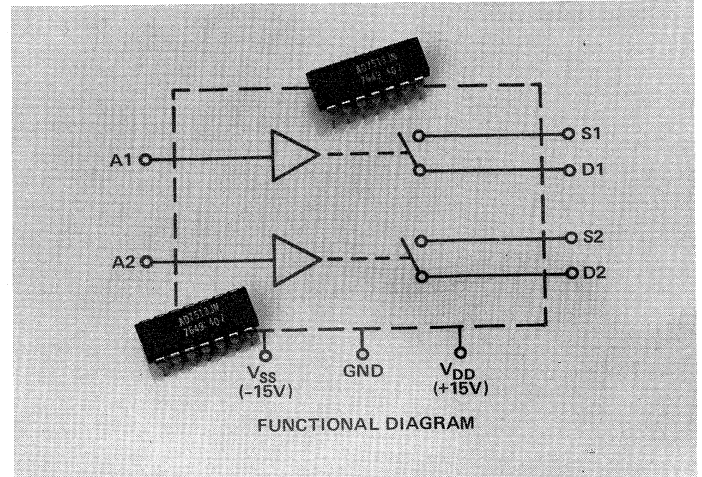 AD7513JN
7649 407
A1
S1
D1
A2
S2
D2
AD7513JN
7649 407
VSS
(-15V)
GND
VDD
(+15V)
FUNCTIONAL DIAGRAM